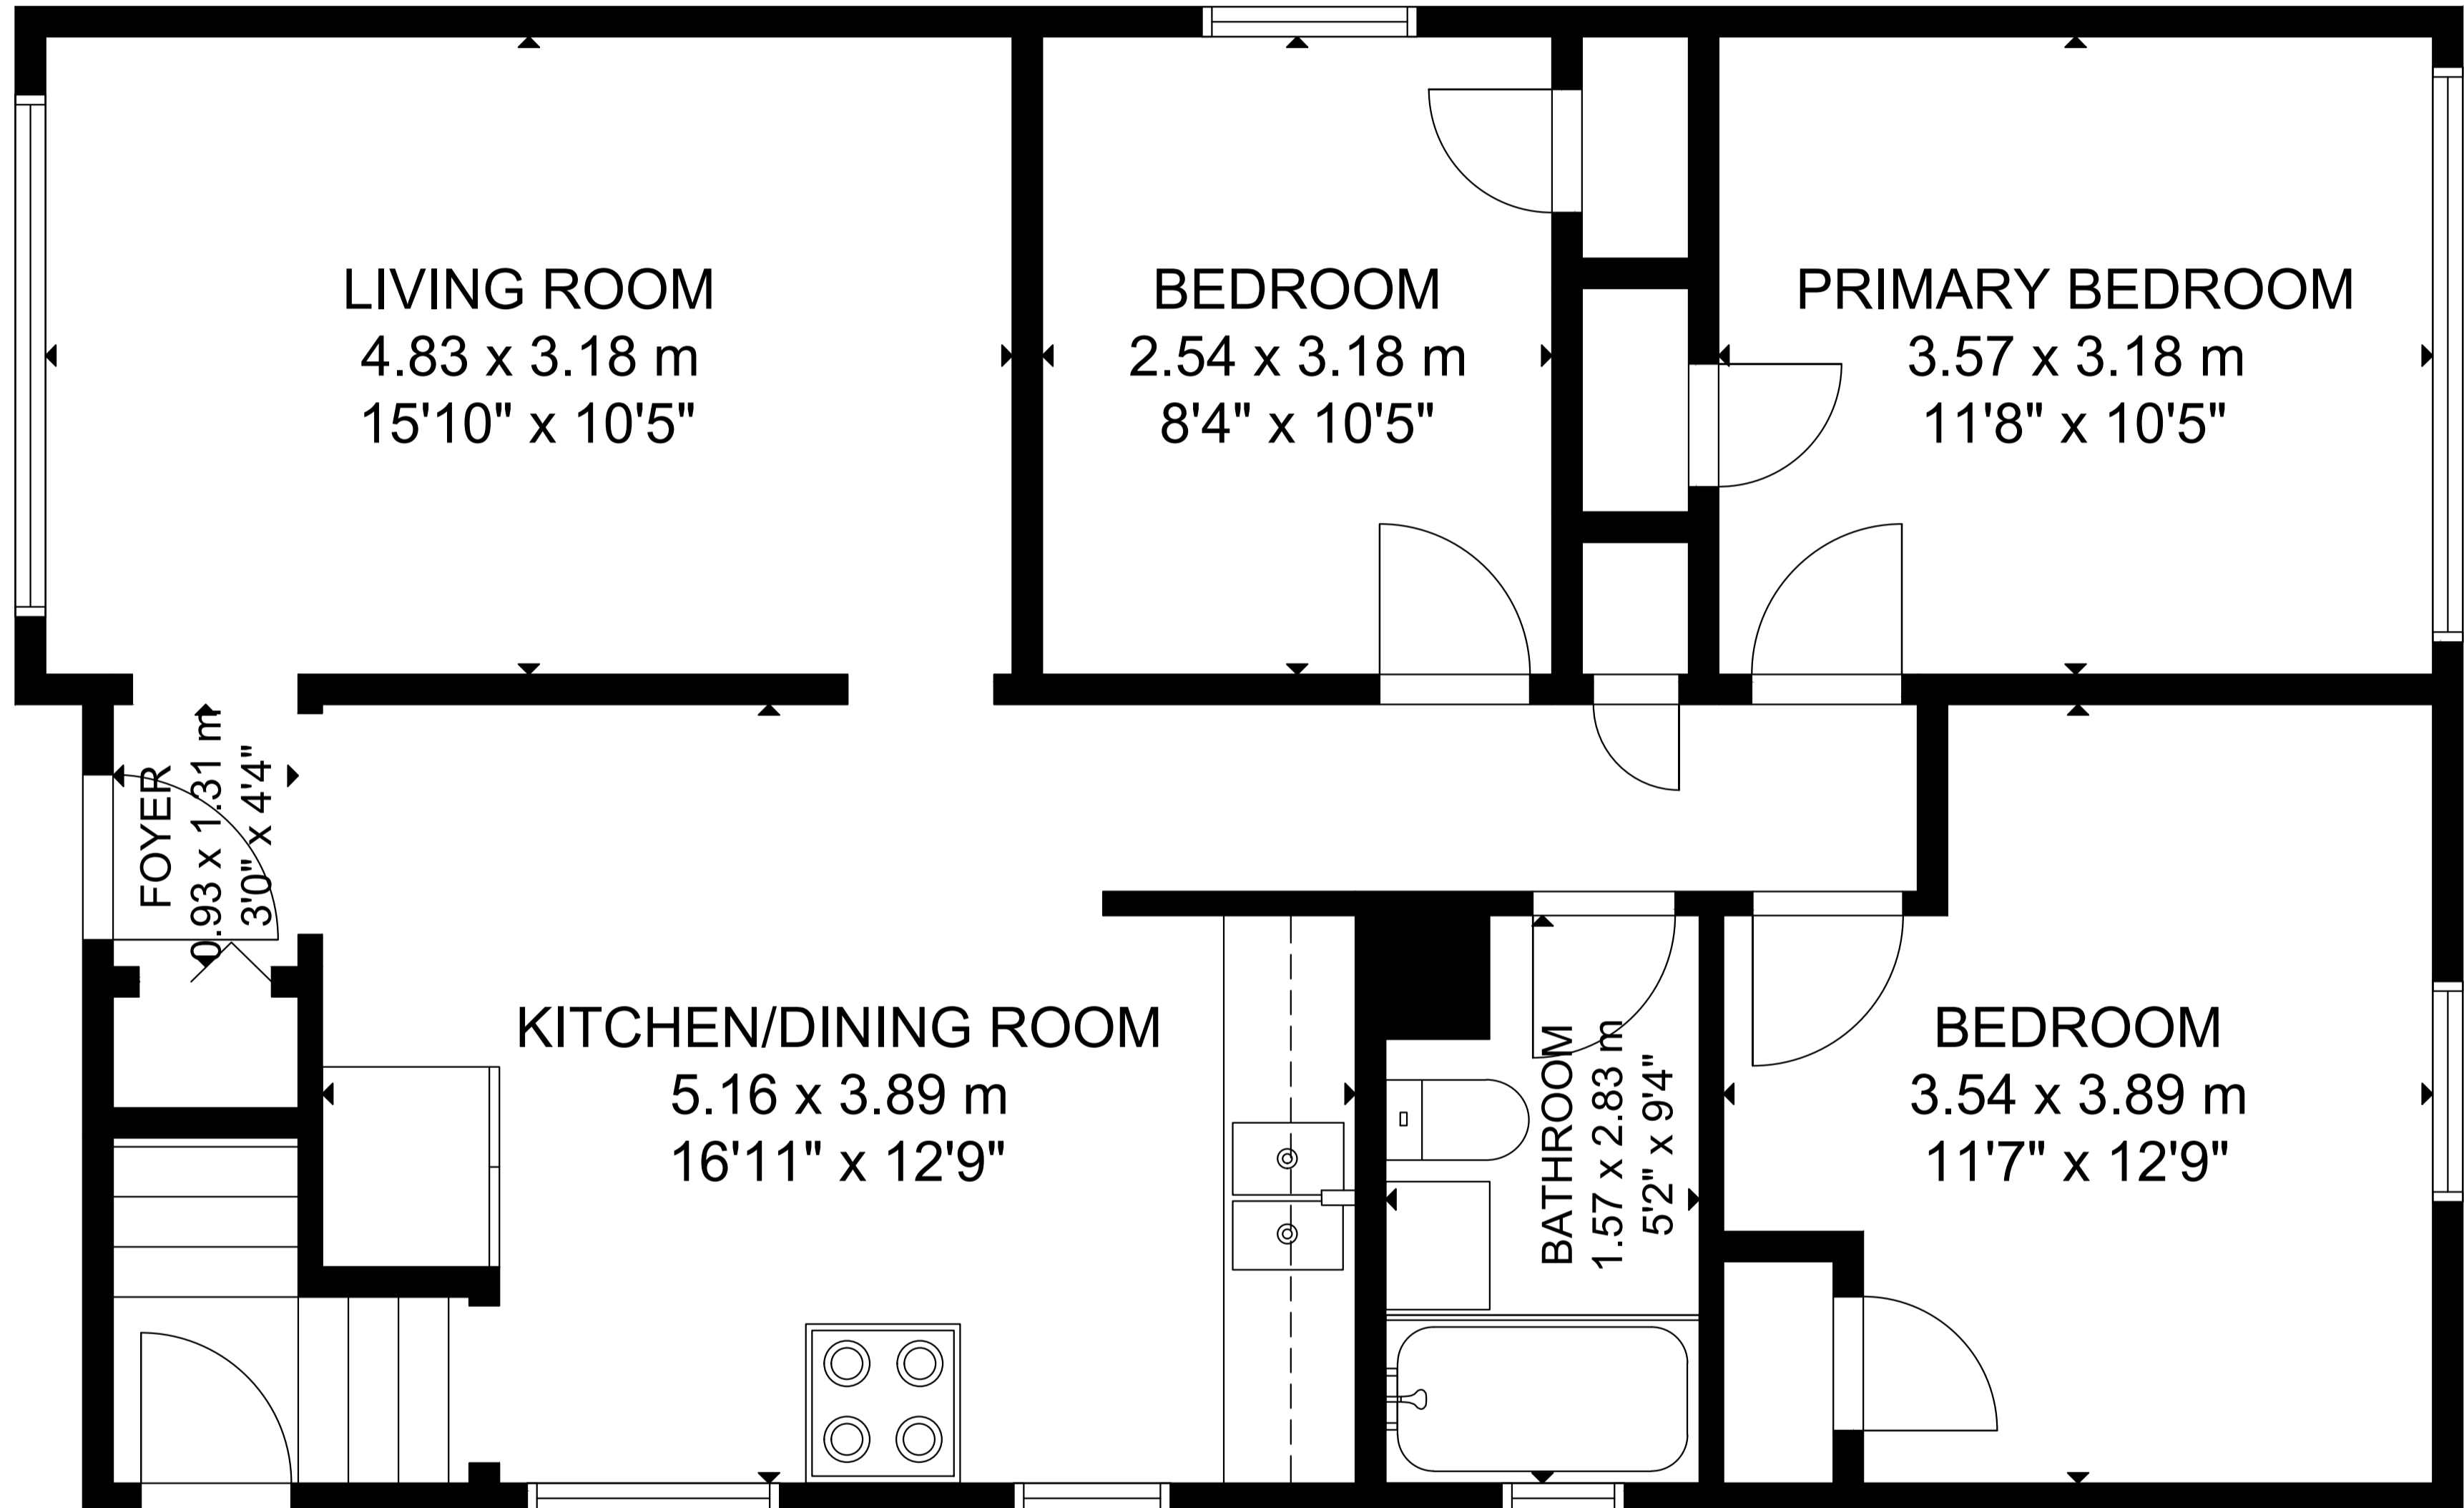 LIVING ROOM
4.83 x 3.18 m
15'10" x 10'5"
BEDROOM
2.54 x 3.18 m
8'4" x 10'5"
PRIMARY BEDROOM
3.57 x 3.18 m
11'8" x 10'5"
FOYER
0.93 x 1.31 m
3'0" x 4'4"
KITCHEN/DINING ROOM
5.16 x 3.89 m
16'11" x 12'9"
BATHROOM
1.57 x 2.83 m
5'2" x 9'4"
BEDROOM
3.54 x 3.89 m
11'7" x 12'9"